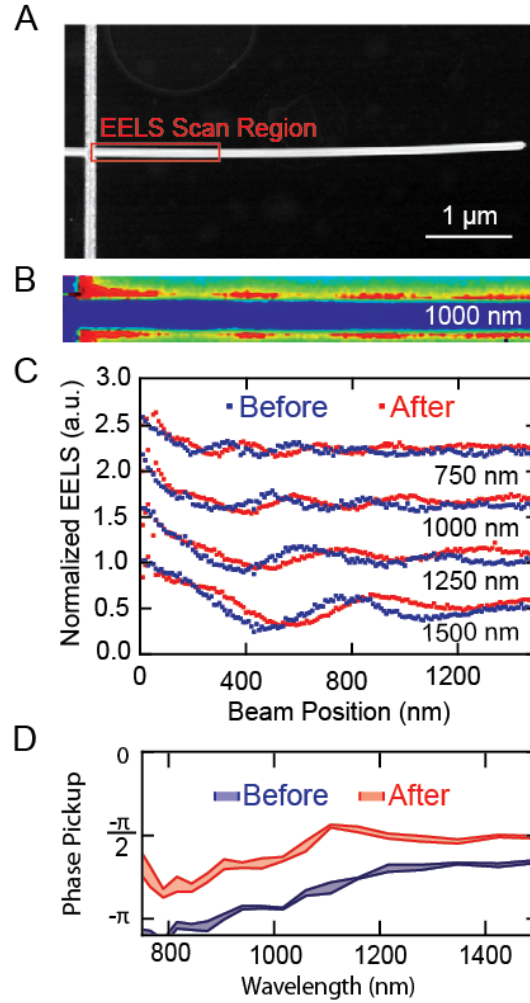 A
EELS Scan Region
1 μm
B
1000 nm
C
Normalized EELS (a.u.)
3.0
2.5
2.0
1.5
1.0
0.5
0.0
Before
After
750 nm
1000 nm
1250 nm
1500 nm
0
400
800
1200
Beam Position (nm)
D
Phase Pickup
0
-π
2
-π
Before
After
800
1000
1200
1400
Wavelength (nm)